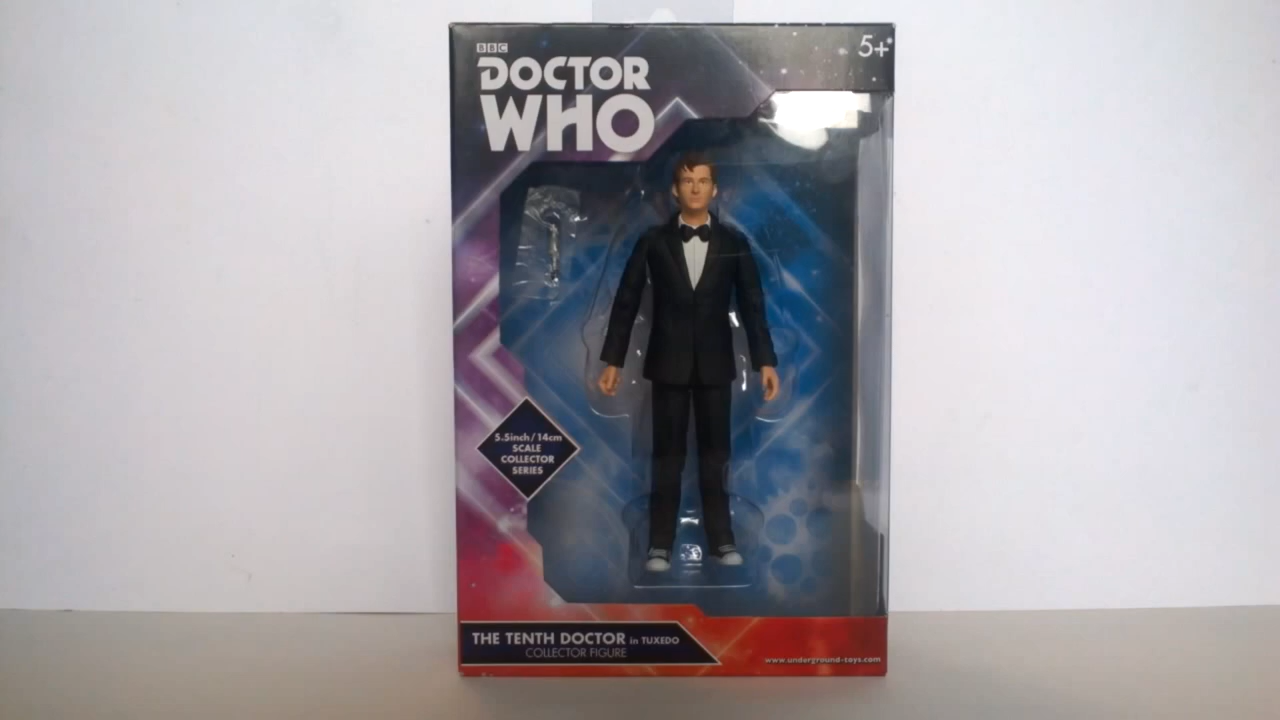 BBC
DOCTOR
WHO
5+
5.5inch/14cm
SCALE
COLLECTOR
SERIES
THE TENTH DOCTOR in TUXEDO
COLLECTOR FIGURE
www.underground-toys.com